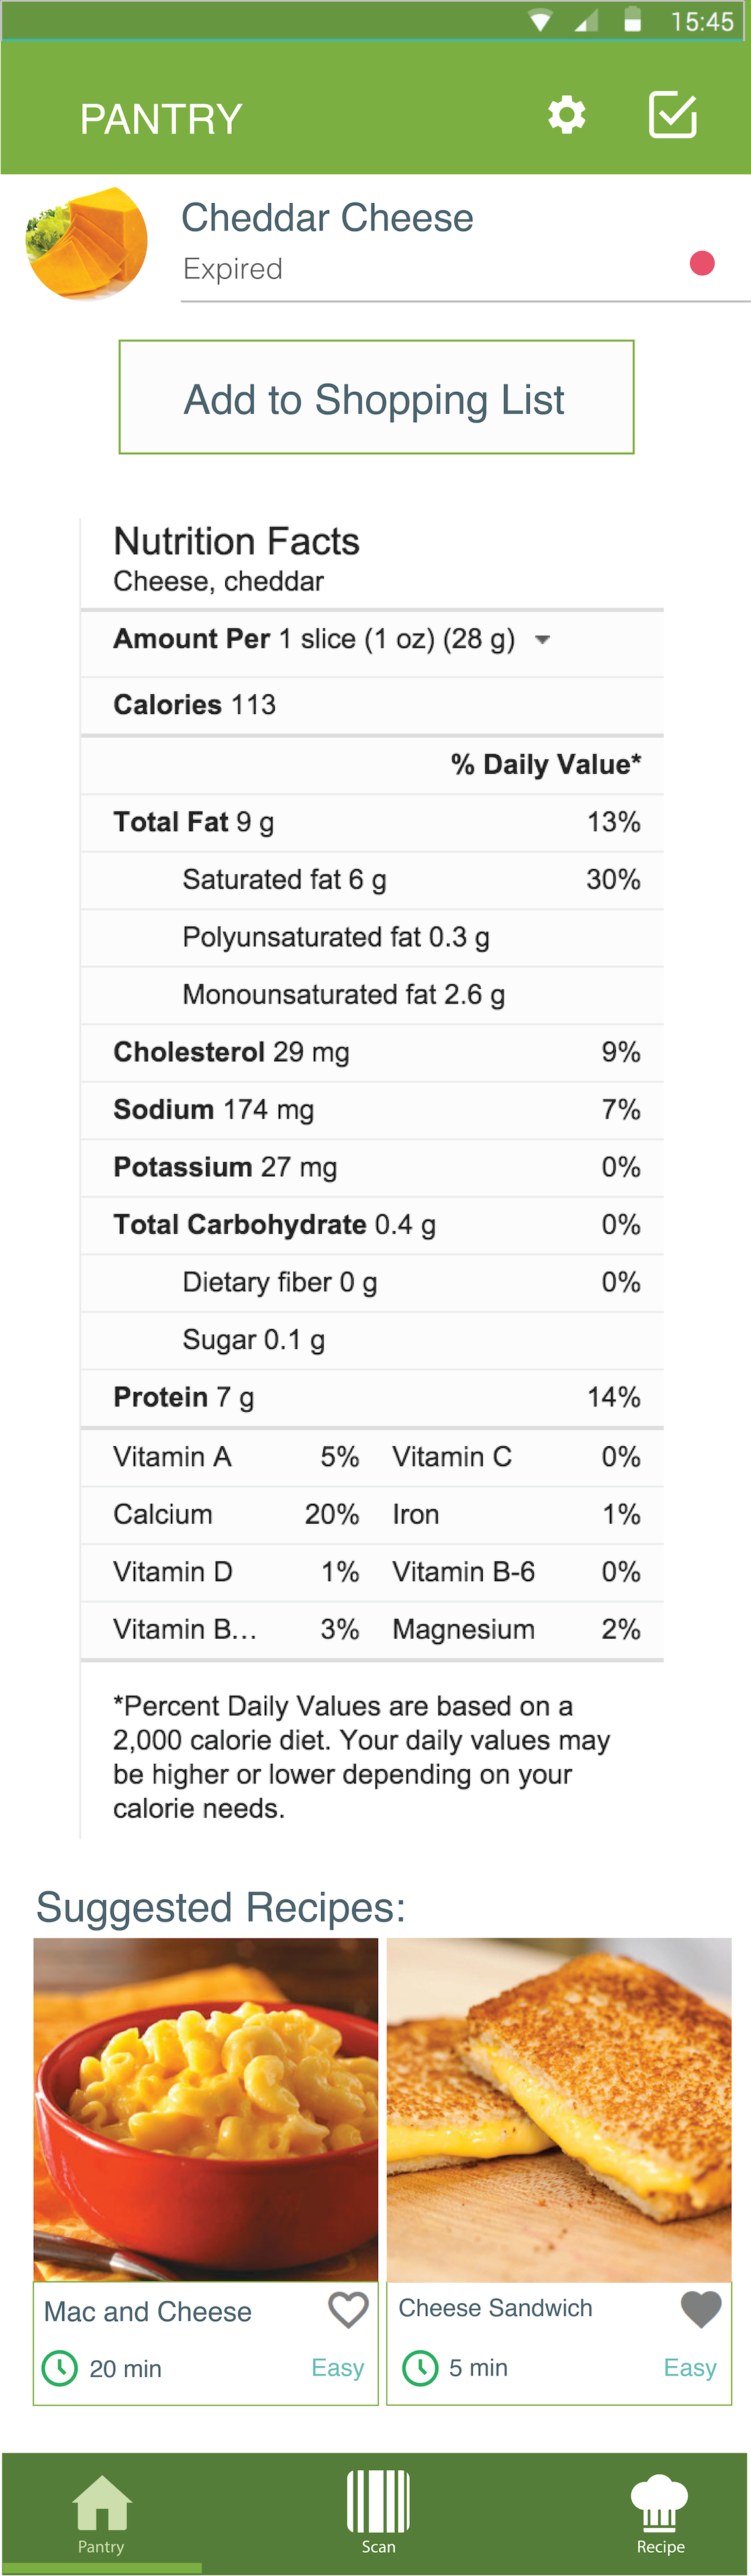 15:45
PANTRY
Cheddar Cheese
Expired
Add to Shopping List
Nutrition Facts
Cheese, cheddar
Amount Per 1 slice (1 oz) (28 g)
Calories 113
% Daily Value*
Total Fat 9 g 13%
Saturated fat 6 g 30%
Polyunsaturated fat 0.3 g
Monounsaturated fat 2.6 g
Cholesterol 29 mg 9%
Sodium 174 mg 7%
Potassium 27 mg 0%
Total Carbohydrate 0.4 g 0%
Dietary fiber 0 g 0%
Sugar 0.1 g
Protein 7 g 14%
Vitamin A 5% Vitamin C 0%
Calcium 20% Iron 1%
Vitamin D 1% Vitamin B-6 0%
Vitamin B... 3% Magnesium 2%
*Percent Daily Values are based on a
2,000 calorie diet. Your daily values may
be higher or lower depending on your
calorie needs.
Suggested Recipes:
Mac and Cheese Cheese Sandwich
20 min Easy 5 min Easy
Pantry Scan Recipe